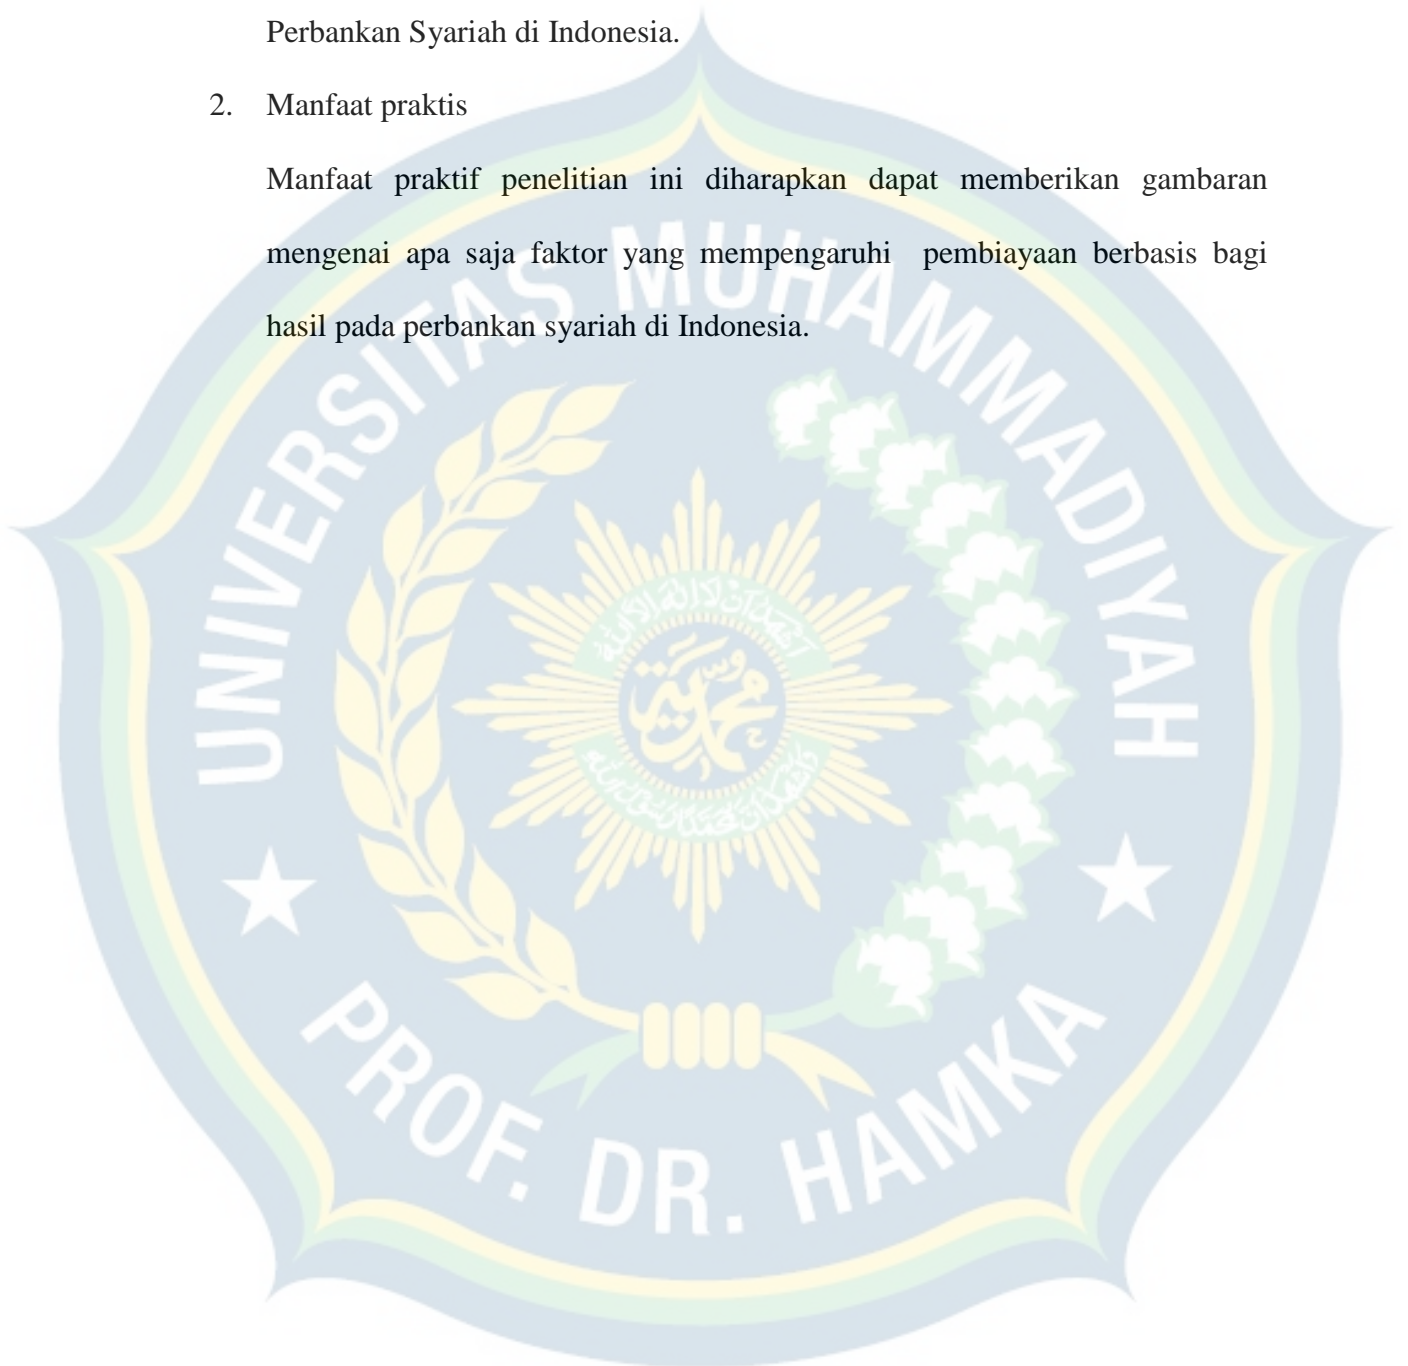 Perbankan Syariah di Indonesia.
2. Manfaat praktis
Manfaat praktif penelitian ini diharapkan dapat memberikan gambaran
mengenai apa saja faktor yang mempengaruhi pembiayaan berbasis bagi
hasil pada perbankan syariah di Indonesia.
UNIVERSITAS MUHAMMADIYAH
PROF. DR. HAMKA